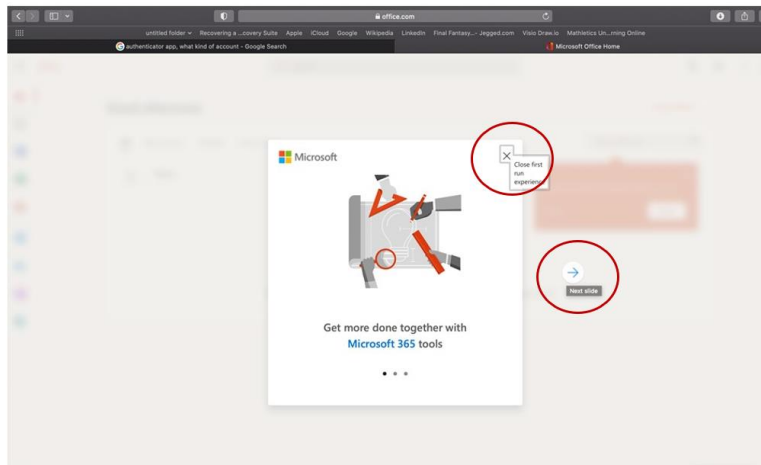 office.com
untitled folder
Recovering a ...covery Suite
Apple
iCloud
Google
Wikipedia
LinkedIn
Final Fantasy...- Jegged.com
Visio Draw.io
Mathletics Un...rning Online
authenticator app, what kind of account - Google Search
Microsoft Office Home
Microsoft
Close first
run
experience
Next slide
Get more done together with
Microsoft 365 tools